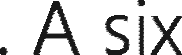 . A six